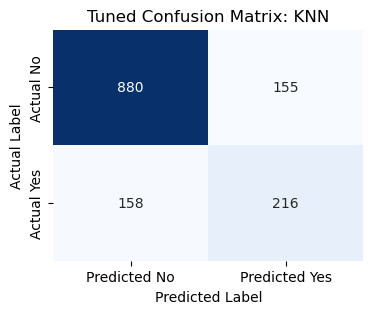 Tuned Confusion Matrix: KNN
Actual Label
Actual No
880
155
Actual Yes
158
216
Predicted No
Predicted Yes
Predicted Label